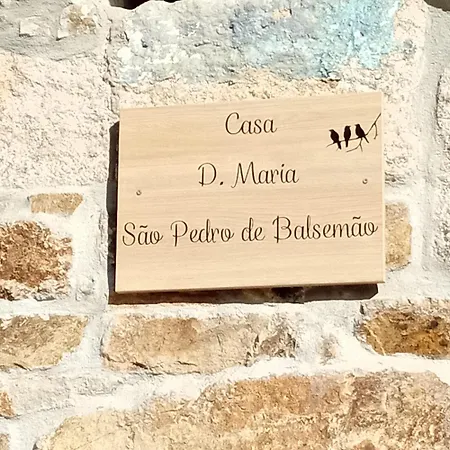 Casa
D. Maria
São Pedro de Balsemão